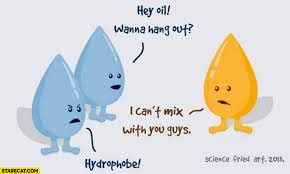 Hey oil!
Wanna hang out?
I can't mix
with you guys.
Hydrophobe!
science fried art, 2013.
STARECAT.COM